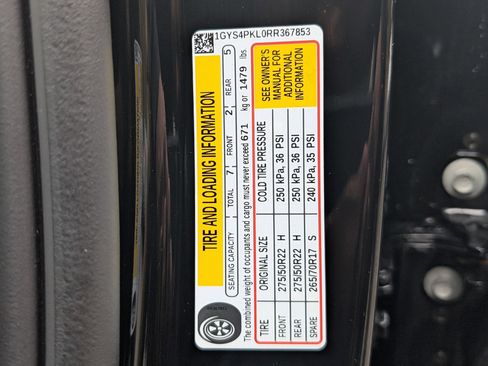 1GYS4PKL0RR367853
TIRE AND LOADING INFORMATION
SEATING CAPACITY TOTAL 7 FRONT 2 REAR 5
The combined weight of occupants and cargo must never exceed 671 kg or 1479 lbs
TIRE ORIGINAL SIZE COLD TIRE PRESSURE
FRONT 275/50R22 H 250 kPa, 36 PSI
REAR 275/50R22 H 250 kPa, 36 PSI
SPARE 265/70R17 S 240 kPa, 35 PSI
SEE OWNER'S
MANUAL FOR
ADDITIONAL
INFORMATION